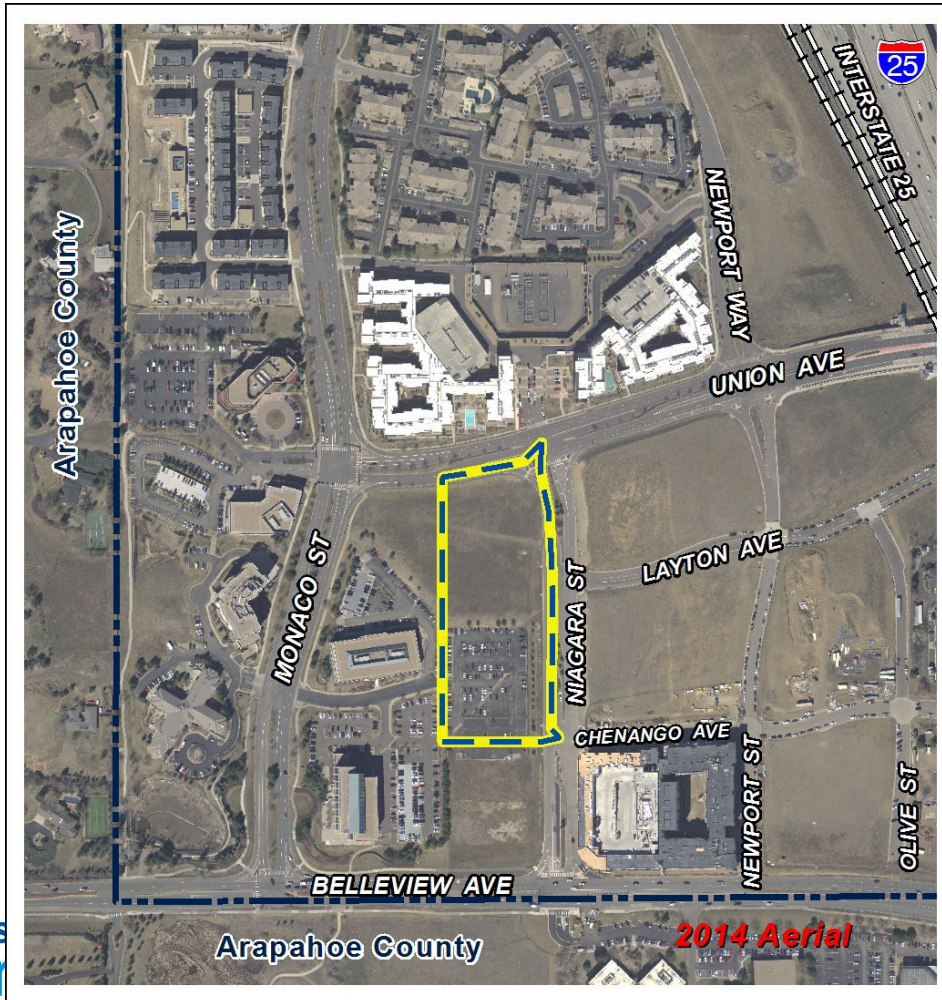 25
INTERSTATE 25
NEWPORT WAY
Arapahoe County
UNION AVE
MONACO ST
LAYTON AVE
NIAGARA ST
CHENANGO AVE
NEWPORT ST
OLIVE ST
BELLEVIEW AVE
Arapahoe County
2014 Aerial